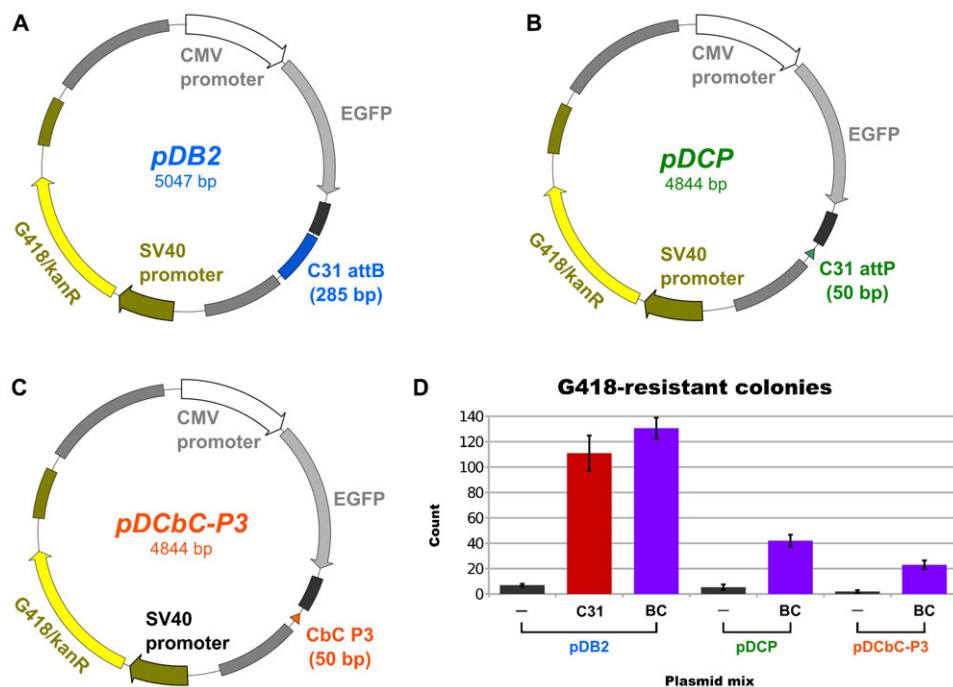 A
CMV
promoter
EGFP
pDB2
5047 bp
SV40
promoter
G418/kanR
C31 attB
(285 bp)
B
CMV
promoter
EGFP
pDCP
4844 bp
SV40
promoter
G418/kanR
C31 attP
(50 bp)
C
CMV
promoter
EGFP
pDCbC-P3
4844 bp
SV40
promoter
G418/kanR
CbC P3
(50 bp)
D
G418-resistant colonies
140
120
100
80
60
40
20
0
Count
— C31 BC — BC — BC
pDB2 pDCP pDCbC-P3
Plasmid mix